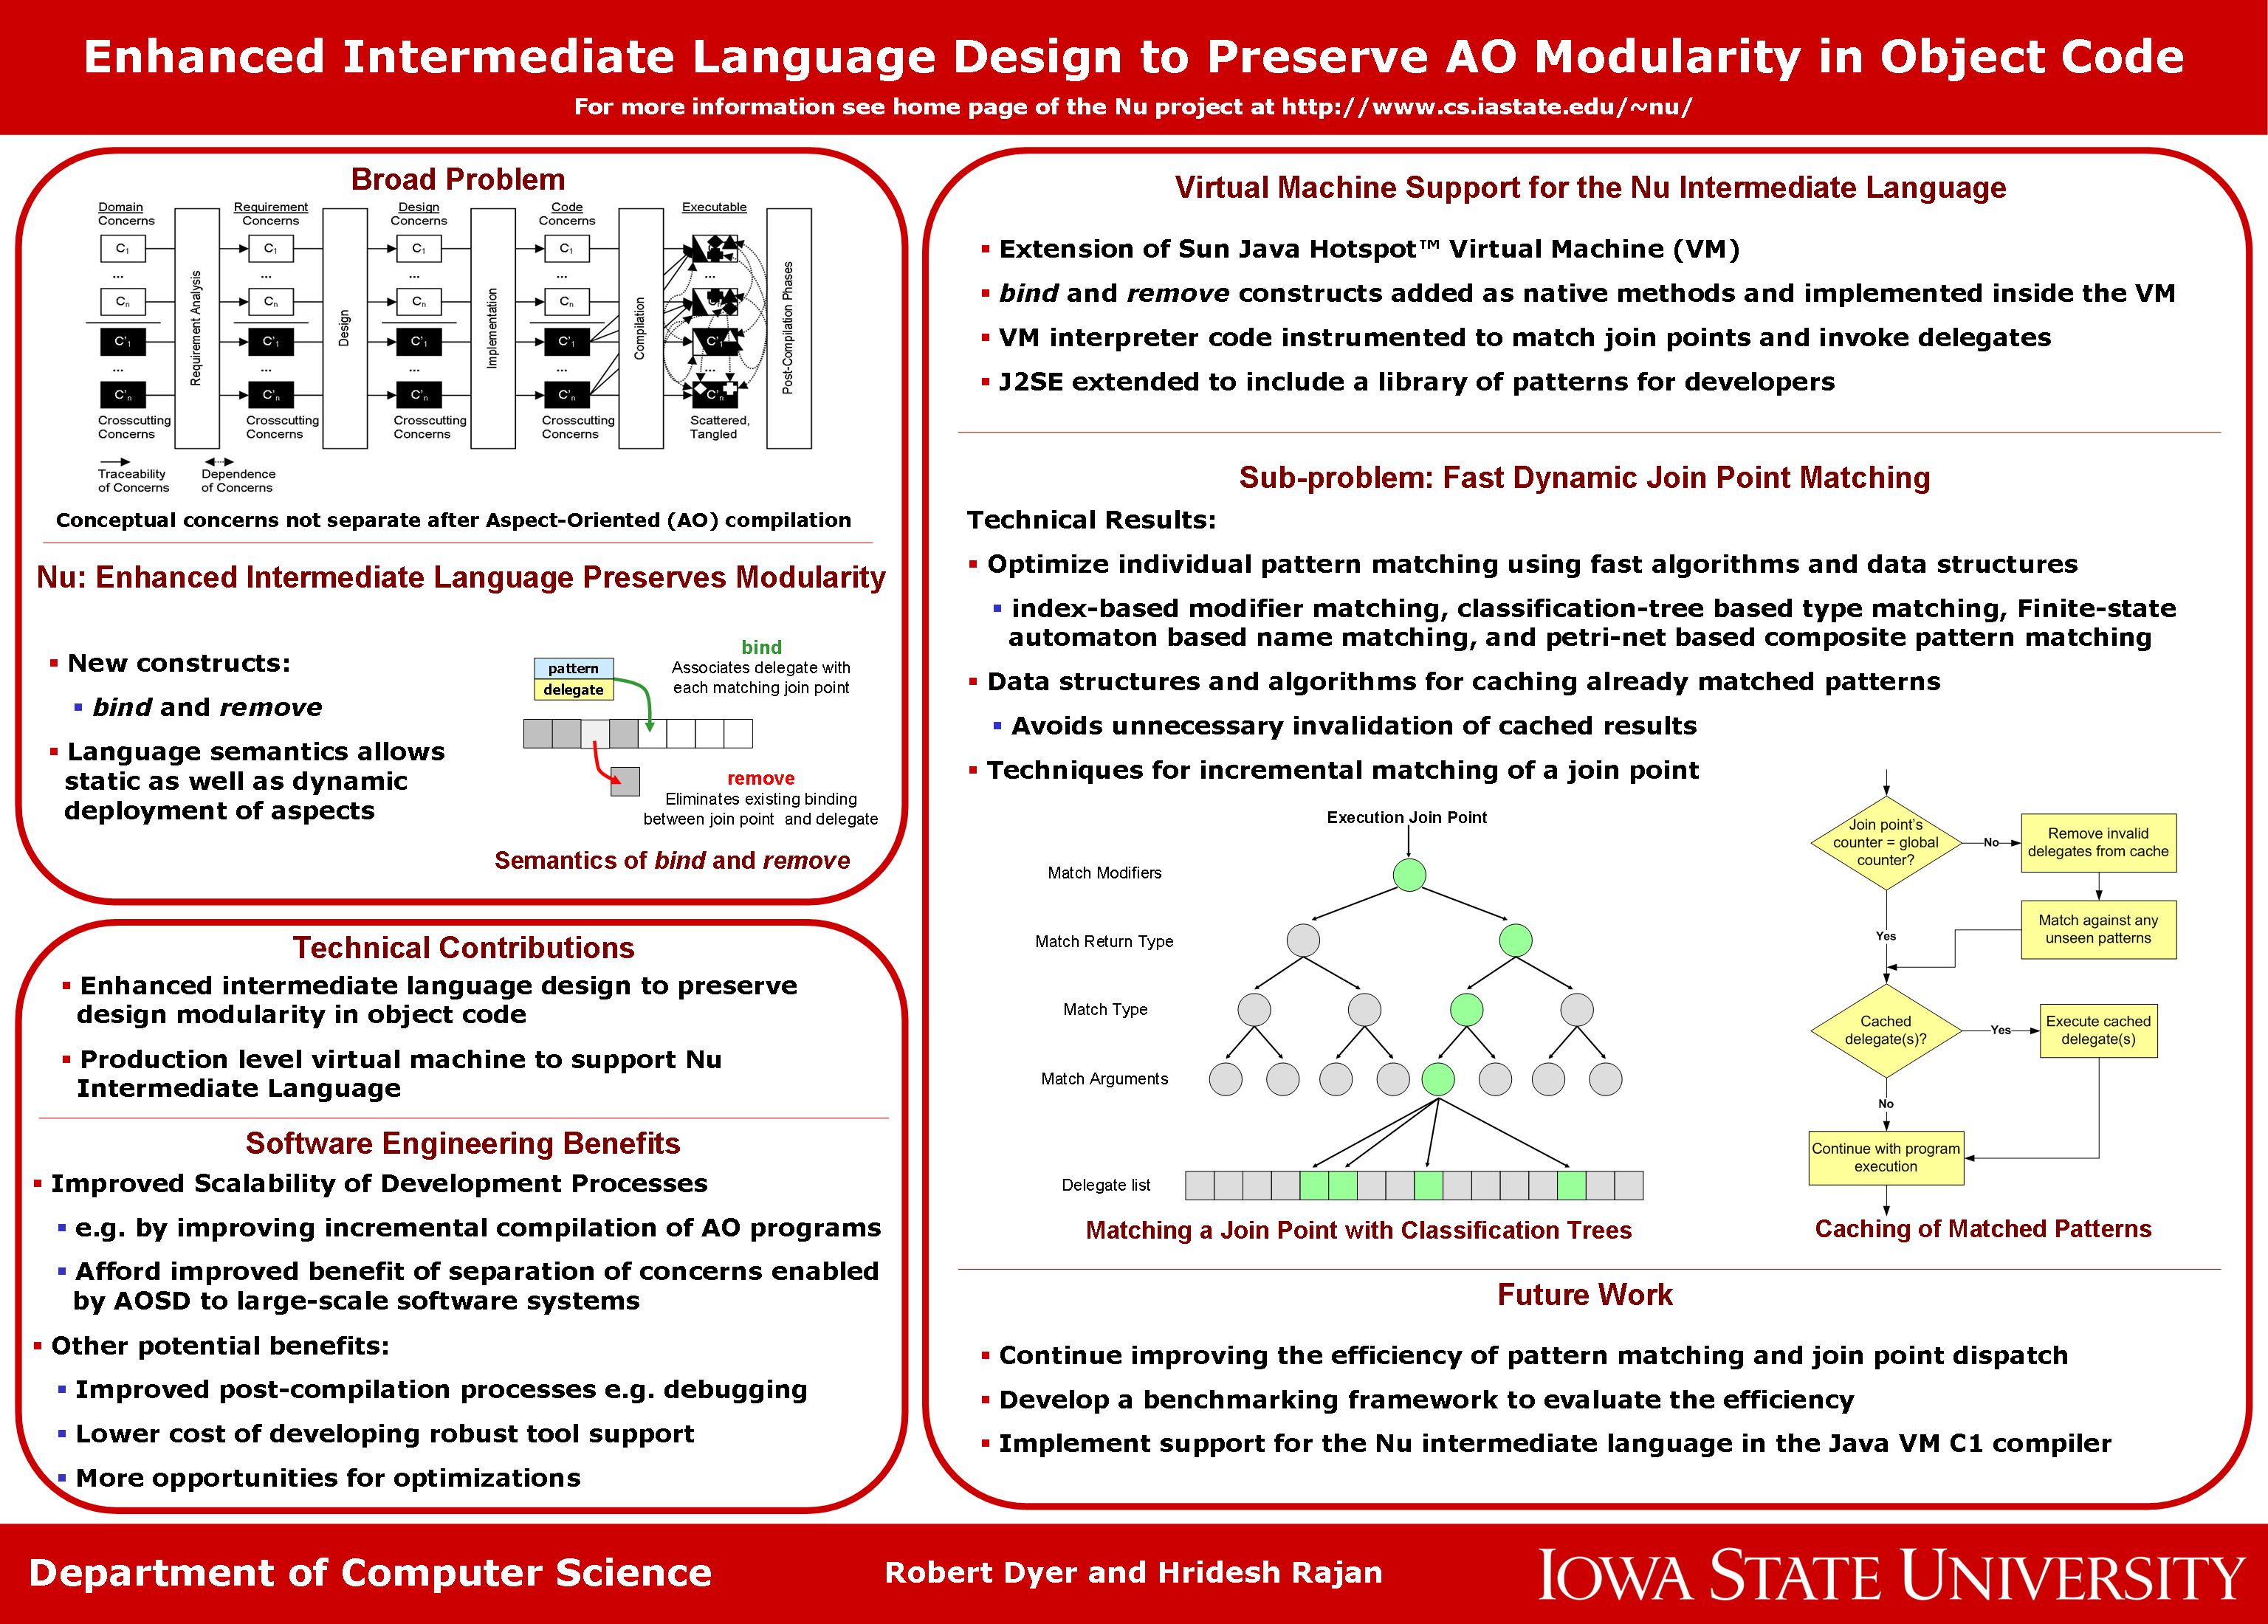 Enhanced Intermediate Language Design to Preserve AO Modularity in Object Code
For more information see home page of the Nu project at http://www.cs.iastate.edu/~nu/
Broad Problem
Domain Concerns
Requirement Concerns
Design Concerns
Code Concerns
Executable
C1
C1
C1
C1
...
...
...
...
...
Cn
Cn
Cn
Cn
C'1
C'1
C'1
C'1
C'1
...
...
...
...
...
C'n
C'n
C'n
C'n
C'n
Requirement Analysis
Design
Implementation
Compilation
Post-Compilation Phases
Crosscutting Concerns
Crosscutting Concerns
Crosscutting Concerns
Crosscutting Concerns
Scattered, Tangled
Traceability of Concerns
Dependence of Concerns
Conceptual concerns not separate after Aspect-Oriented (AO) compilation
Nu: Enhanced Intermediate Language Preserves Modularity
▪ New constructs:
▪ bind and remove
▪ Language semantics allows
static as well as dynamic
deployment of aspects
pattern
delegate
bind
Associates delegate with
each matching join point
remove
Eliminates existing binding
between join point and delegate
Semantics of bind and remove
Technical Contributions
▪ Enhanced intermediate language design to preserve
design modularity in object code
▪ Production level virtual machine to support Nu
Intermediate Language
Software Engineering Benefits
▪ Improved Scalability of Development Processes
▪ e.g. by improving incremental compilation of AO programs
▪ Afford improved benefit of separation of concerns enabled
by AOSD to large-scale software systems
▪ Other potential benefits:
▪ Improved post-compilation processes e.g. debugging
▪ Lower cost of developing robust tool support
▪ More opportunities for optimizations
Virtual Machine Support for the Nu Intermediate Language
▪ Extension of Sun Java Hotspot™ Virtual Machine (VM)
▪ bind and remove constructs added as native methods and implemented inside the VM
▪ VM interpreter code instrumented to match join points and invoke delegates
▪ J2SE extended to include a library of patterns for developers
Sub-problem: Fast Dynamic Join Point Matching
Technical Results:
▪ Optimize individual pattern matching using fast algorithms and data structures
▪ index-based modifier matching, classification-tree based type matching, Finite-state
automaton based name matching, and petri-net based composite pattern matching
▪ Data structures and algorithms for caching already matched patterns
▪ Avoids unnecessary invalidation of cached results
▪ Techniques for incremental matching of a join point
Execution Join Point
Match Modifiers
Match Return Type
Match Type
Match Arguments
Delegate list
Matching a Join Point with Classification Trees
Join point's
counter = global
counter?
No
Remove invalid
delegates from cache
Match against any
unseen patterns
Yes
Cached
delegate(s)?
Yes
Execute cached
delegate(s)
No
Continue with program
execution
Caching of Matched Patterns
Future Work
▪ Continue improving the efficiency of pattern matching and join point dispatch
▪ Develop a benchmarking framework to evaluate the efficiency
▪ Implement support for the Nu intermediate language in the Java VM C1 compiler
Department of Computer Science
Robert Dyer and Hridesh Rajan
IOWA STATE UNIVERSITY